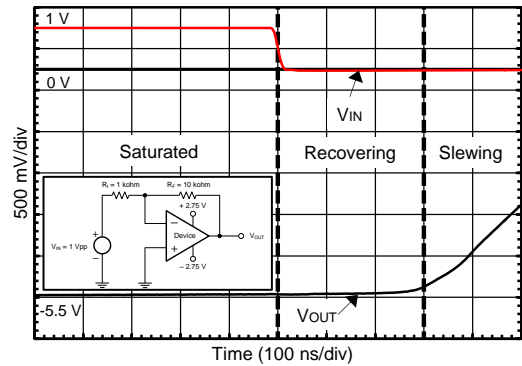 1 V
0 V
VIN
Saturated
Recovering
Slewing
500 mV/div
RI = 1 kohm
RF = 10 kohm
+ 2.75 V
−
Device
+
VOUT
+
VIN = 1 Vpp
−
− 2.75 V
-5.5 V
VOUT
Time (100 ns/div)